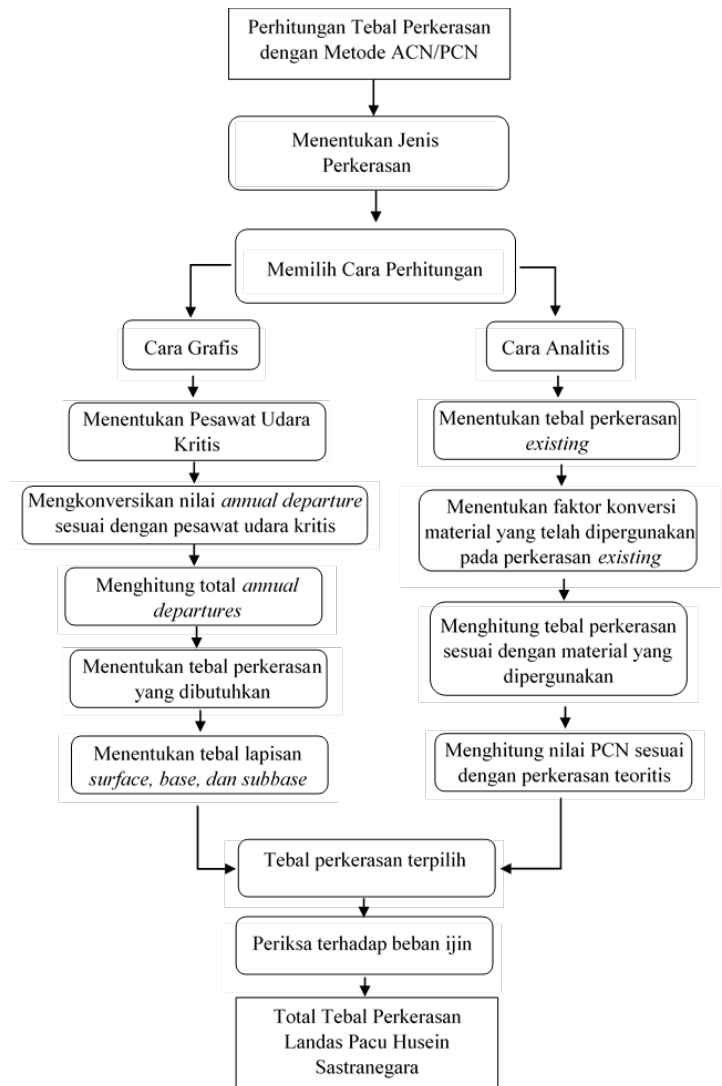 Perhitungan Tebal Perkerasan
dengan Metode ACN/PCN
Menentukan Jenis
Perkerasan
Memilih Cara Perhitungan
Cara Grafis
Menentukan Pesawat Udara
Kritis
Mengkonversikan nilai annual departure
sesuai dengan pesawat udara kritis
Menghitung total annual
departures
Menentukan tebal perkerasan
yang dibutuhkan
Menentukan tebal lapisan
surface, base, dan subbase
Cara Analitis
Menentukan tebal perkerasan
existing
Menentukan faktor konversi
material yang telah dipergunakan
pada perkerasan existing
Menghitung tebal perkerasan
sesuai dengan material yang
dipergunakan
Menghitung nilai PCN sesuai
dengan perkerasan teoritis
Tebal perkerasan terpilih
Periksa terhadap beban ijin
Total Tebal Perkerasan
Landas Pacu Husein
Sastranegara